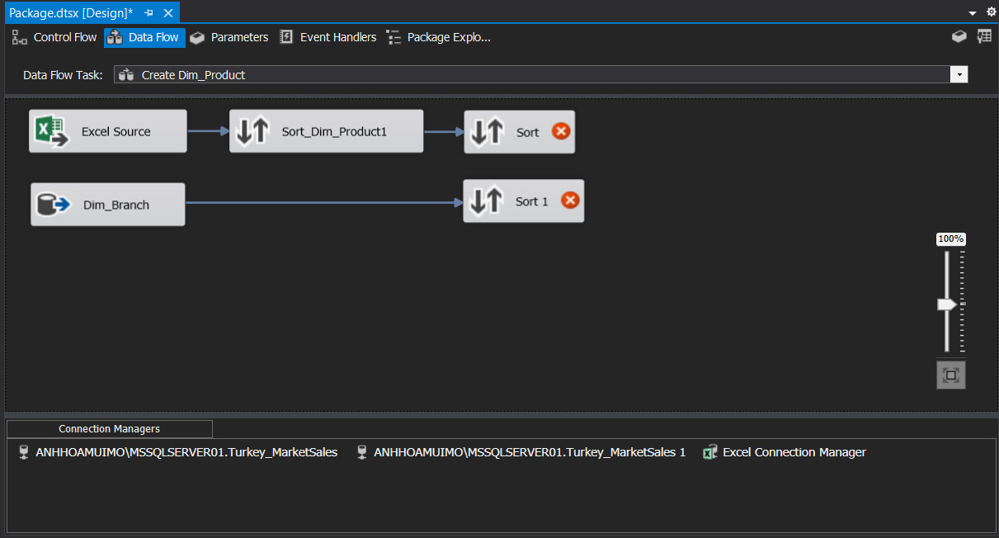 Package.dtsx [Design]*
Control Flow Data Flow Parameters Event Handlers Package Explo...
Data Flow Task: Create Dim_Product
Excel Source Sort_Dim_Product1 Sort
Dim_Branch Sort 1
100%
Connection Managers
ANHHOAMUIMO\MSSQLSERVER01.Turkey_MarketSales ANHHOAMUIMO\MSSQLSERVER01.Turkey_MarketSales 1 Excel Connection Manager